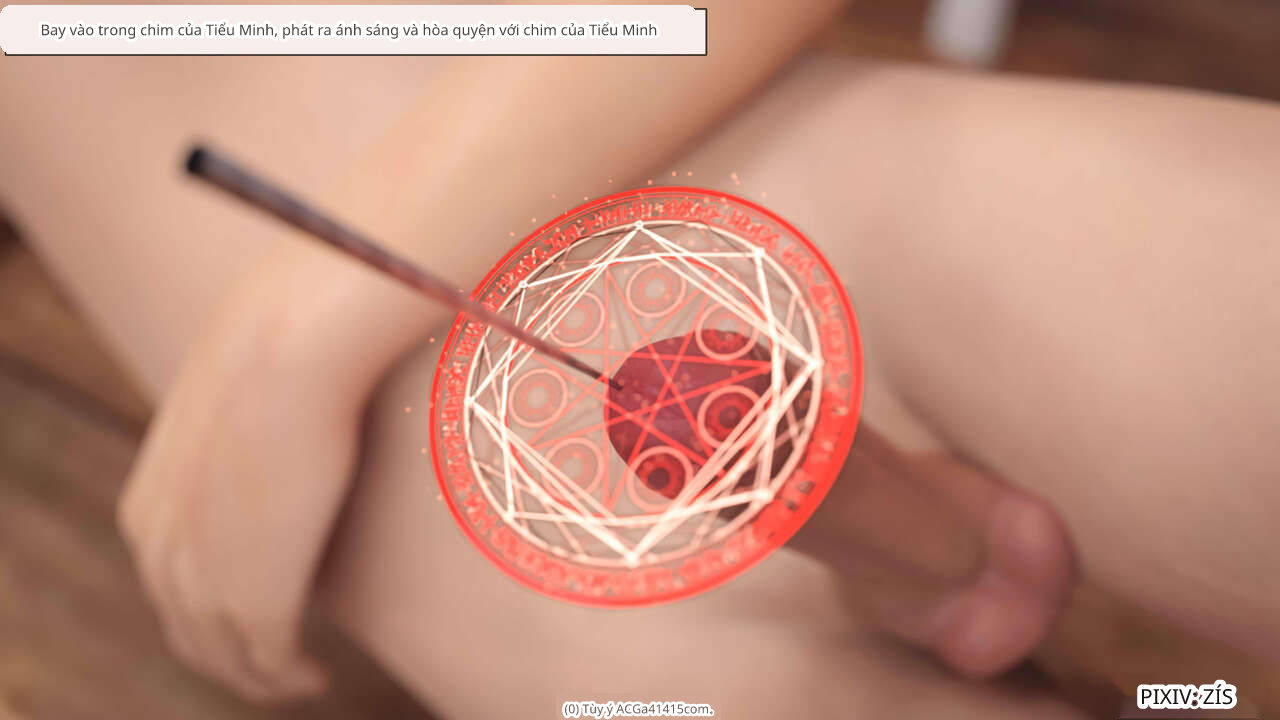 Bay vào trong chim của Tiểu Minh, phát ra ánh sáng và hòa quyện với chim của Tiểu Minh
(0) Tùy ý ACGa41415com.
PIXIV:ZÍS